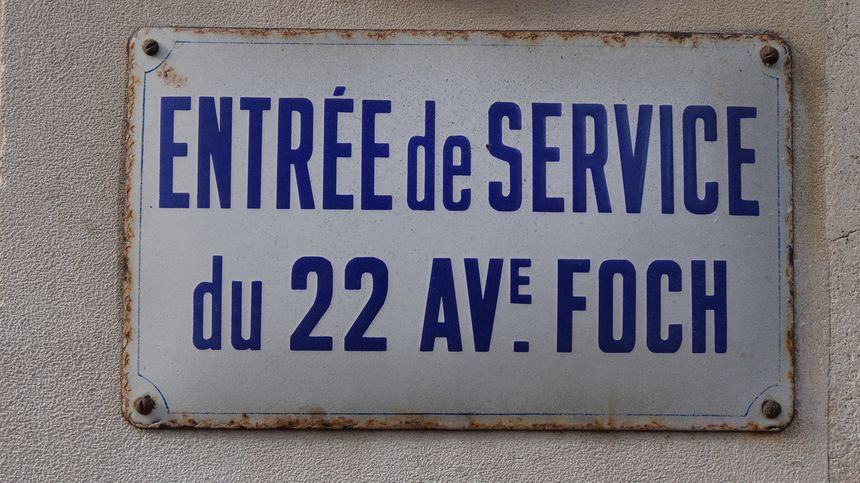 ENTRÉE de SERVICE
du 22 AVE. FOCH